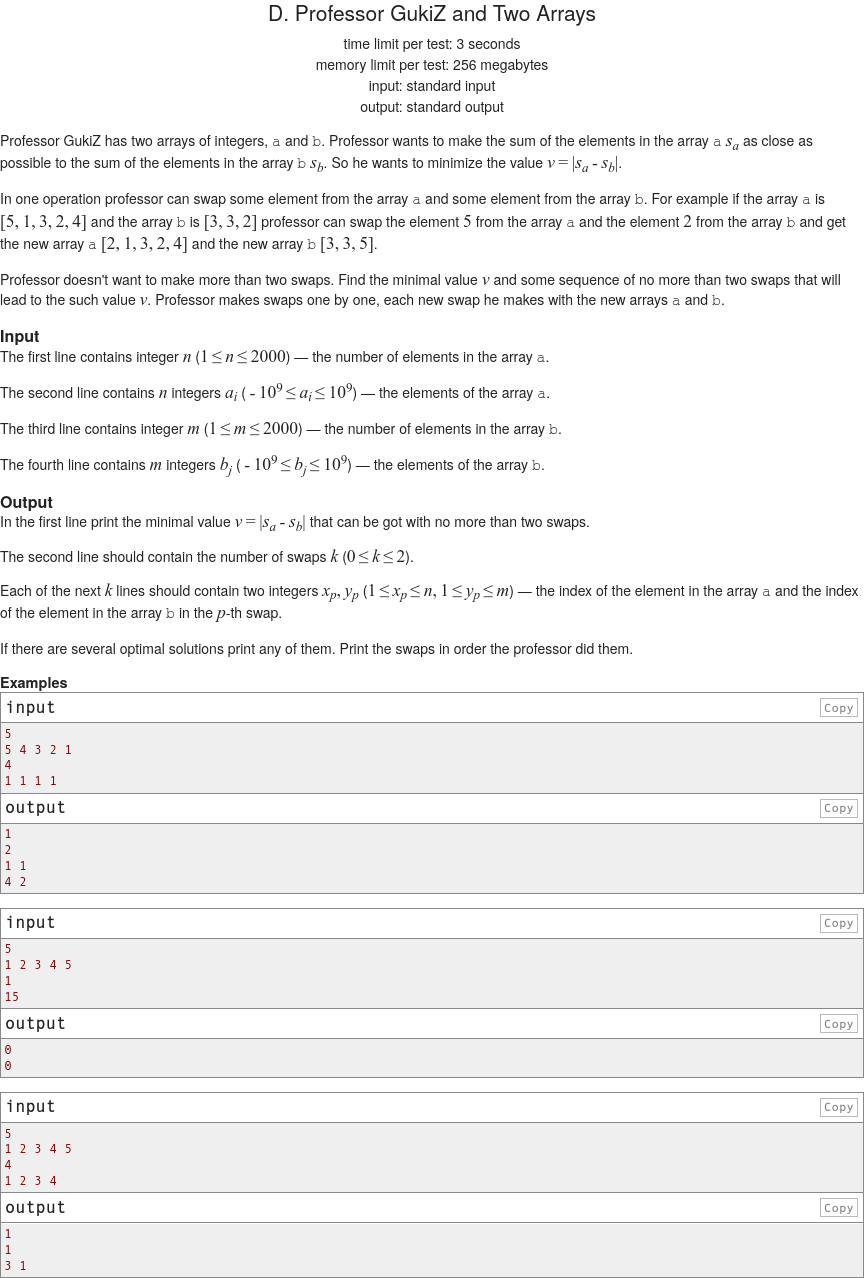 D. Professor GukiZ and Two Arrays
time limit per test: 3 seconds
memory limit per test: 256 megabytes
input: standard input
output: standard output
Professor GukiZ has two arrays of integers, a and b. Professor wants to make the sum of the elements in the array a s_a as close as
possible to the sum of the elements in the array b s_b. So he wants to minimize the value v = |s_a - s_b|.
In one operation professor can swap some element from the array a and some element from the array b. For example if the array a is
[5, 1, 3, 2, 4] and the array b is [3, 3, 2] professor can swap the element 5 from the array a and the element 2 from the array b and get
the new array a [2, 1, 3, 2, 4] and the new array b [3, 3, 5].
Professor doesn't want to make more than two swaps. Find the minimal value v and some sequence of no more than two swaps that will
lead to the such value v. Professor makes swaps one by one, each new swap he makes with the new arrays a and b.
Input
The first line contains integer n (1 ≤ n ≤ 2000) — the number of elements in the array a.
The second line contains n integers a_i ( - 10^9 ≤ a_i ≤ 10^9) — the elements of the array a.
The third line contains integer m (1 ≤ m ≤ 2000) — the number of elements in the array b.
The fourth line contains m integers b_j ( - 10^9 ≤ b_j ≤ 10^9) — the elements of the array b.
Output
In the first line print the minimal value v = |s_a - s_b| that can be got with no more than two swaps.
The second line should contain the number of swaps k (0 ≤ k ≤ 2).
Each of the next k lines should contain two integers x_p, y_p (1 ≤ x_p ≤ n, 1 ≤ y_p ≤ m) — the index of the element in the array a and the index
of the element in the array b in the p-th swap.
If there are several optimal solutions print any of them. Print the swaps in order the professor did them.
Examples
input Copy
5
5 4 3 2 1
4
1 1 1 1
output Copy
1
2
1 1
4 2
input Copy
5
1 2 3 4 5
1
15
output Copy
0
0
input Copy
5
1 2 3 4 5
4
1 2 3 4
output Copy
1
1
3 1